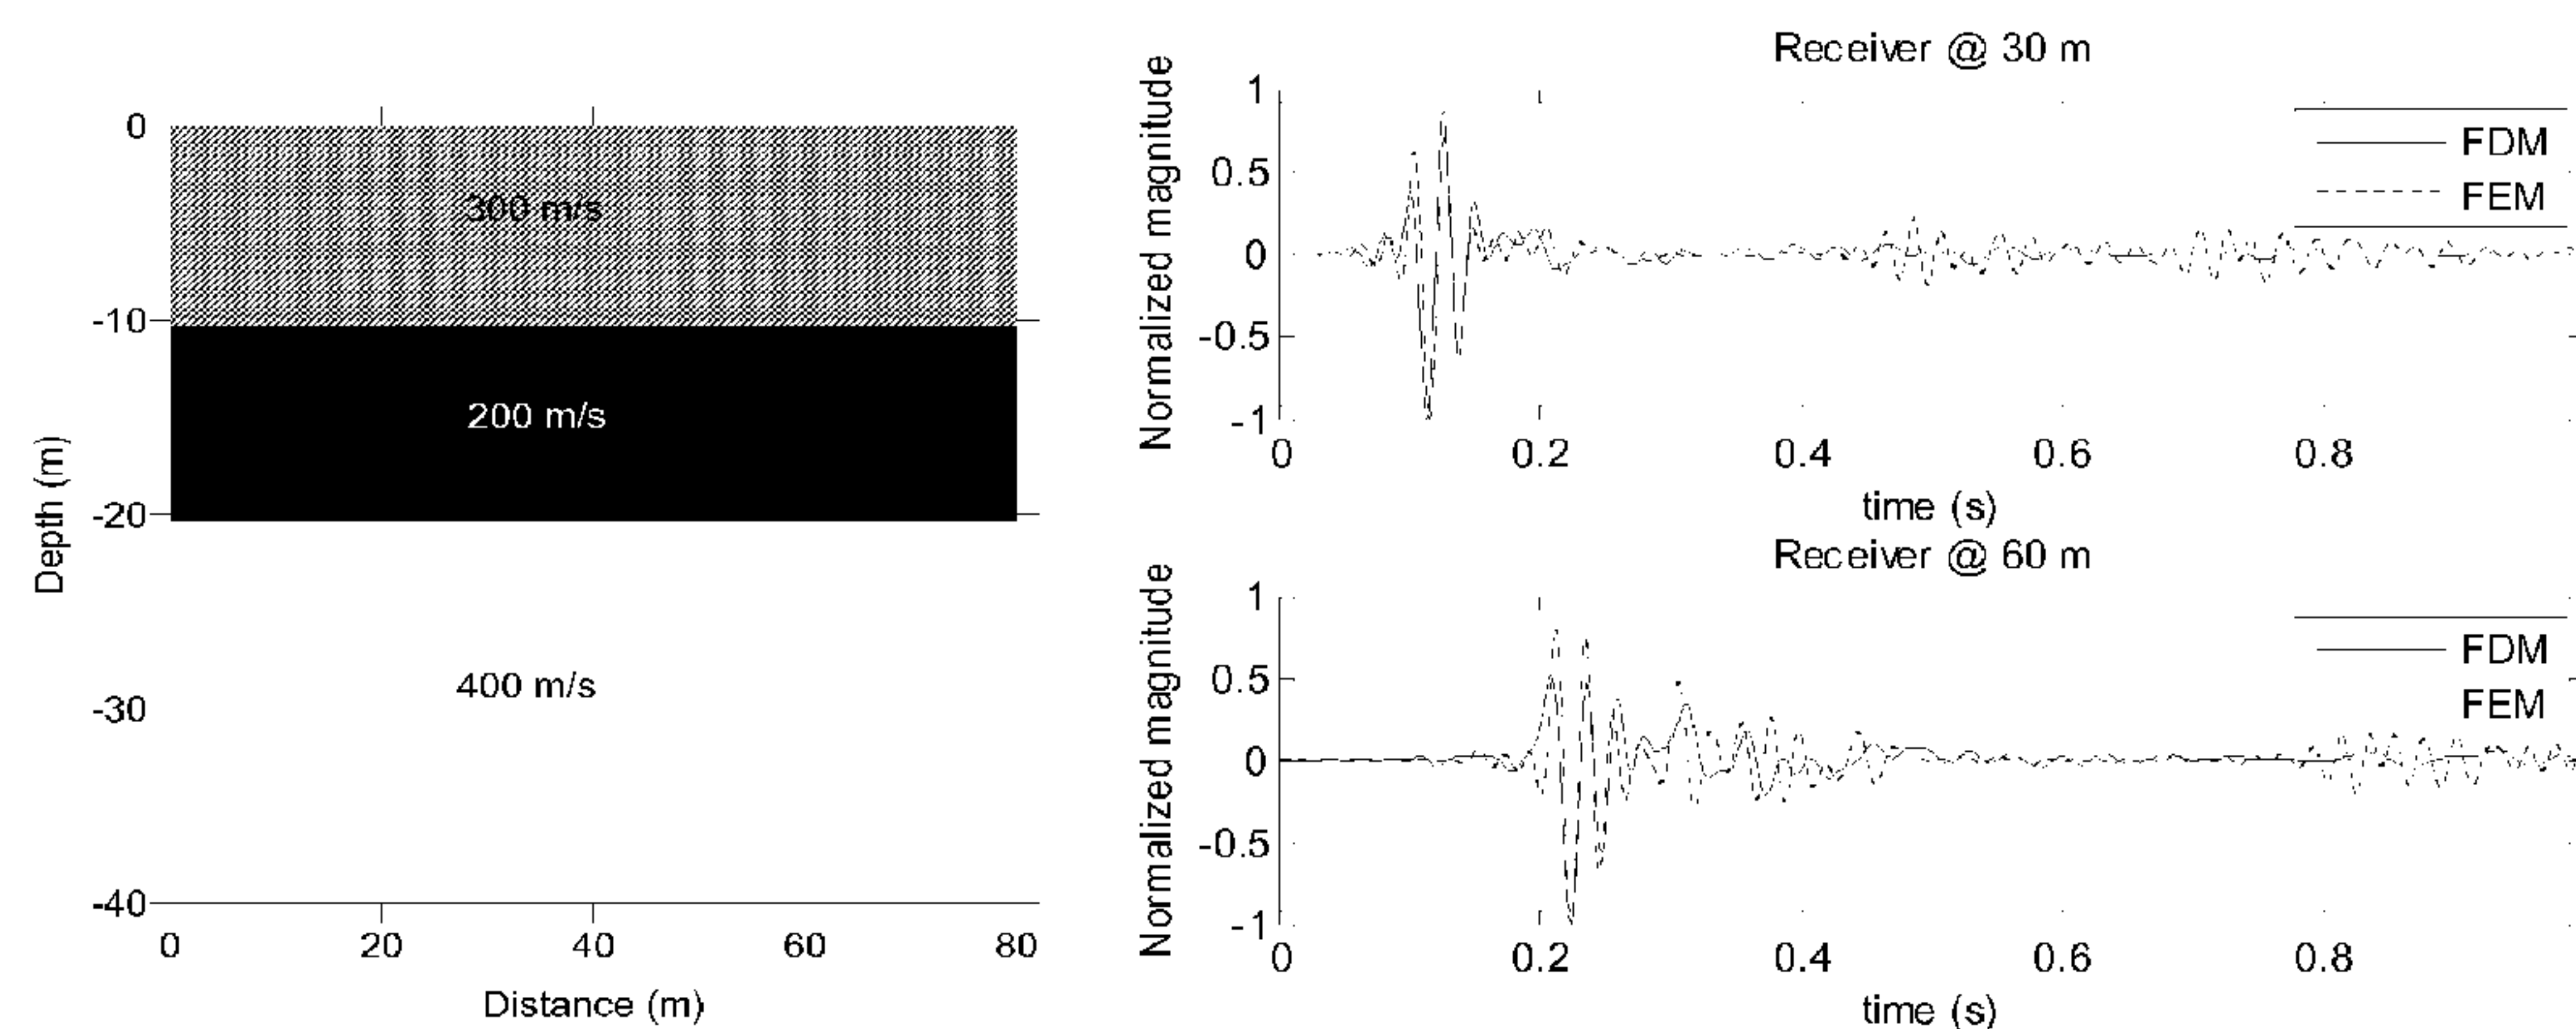 0
-10
-20
-30
-40
Depth (m)
300 m/s
200 m/s
400 m/s
0 20 40 60 80
Distance (m)
Receiver @ 30 m
Normalized magnitude
1
0.5
0
-0.5
-1
FDM
FEM
0 0.2 0.4 0.6 0.8
time (s)
Receiver @ 60 m
Normalized magnitude
1
0.5
0
-0.5
-1
FDM
FEM
0 0.2 0.4 0.6 0.8
time (s)